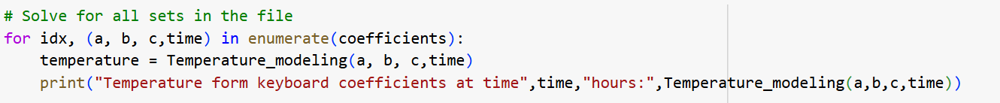 # Solve for all sets in the file
for idx, (a, b, c,time) in enumerate(coefficients):
    temperature = Temperature_modeling(a, b, c,time)
    print("Temperature form keyboard coefficients at time",time,"hours:",Temperature_modeling(a,b,c,time))